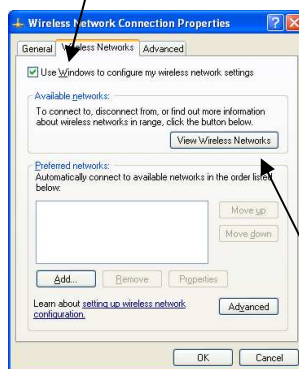 Wireless Network Connection Properties
General Wireless Networks Advanced
Use Windows to configure my wireless network settings
Available networks:
To connect to, disconnect from, or find out more information
about wireless networks in range, click the button below.
View Wireless Networks
Preferred networks:
Automatically connect to available networks in the order listed
below:
Move up
Move down
Add... Remove Properties
Learn about setting up wireless network
configuration.
Advanced
OK Cancel